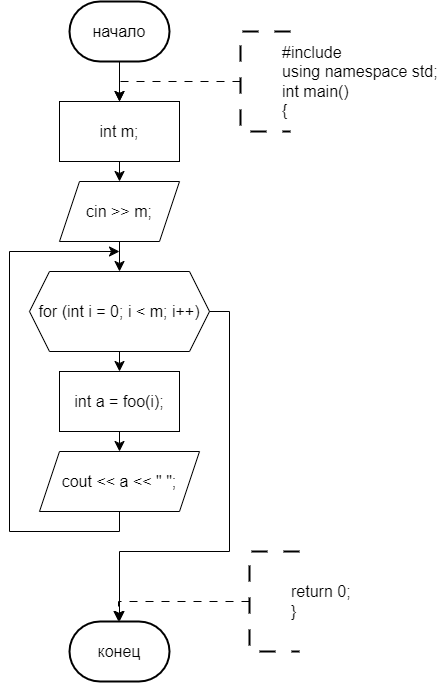 начало
#include
using namespace std;
int main()
{
int m;
cin >> m;
for (int i = 0; i < m; i++)
int a = foo(i);
cout << a << " ";
return 0;
}
конец